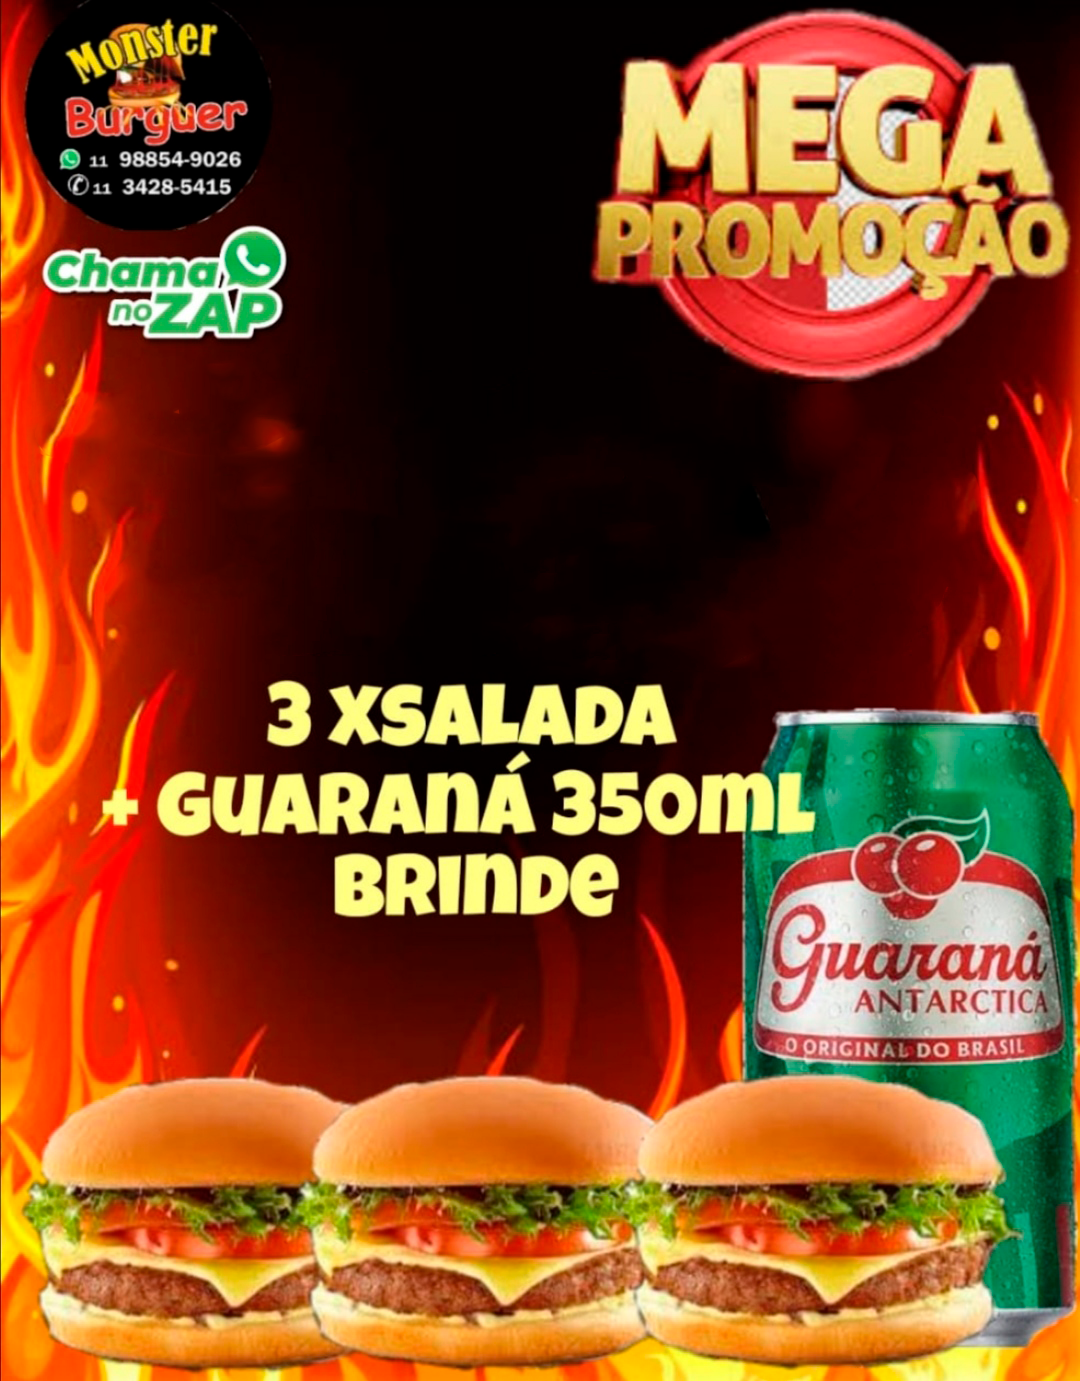 Monster
Burguer
11 98854-9026
11 3428-5415
Chama
no ZAP
MEGA
PROMOÇÃO
3 XSALADA
+ GUARANÁ 350ML
BRINDE
Guaraná
ANTARCTICA
O ORIGINAL DO BRASIL